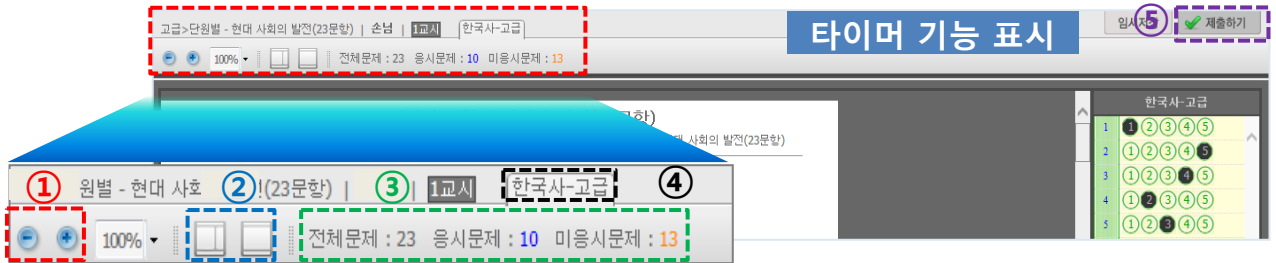 고급>단원별 - 현대 사회의 발전(23문항) | 손님 | 1교시 한국사-고급
타이머 기능 표시
임시저 ⑤ 제출하기
100% 전체문제 : 23 응시문제 : 10 미응시문제 : 13
한국사-고급
항)
사회의 발전(23문항)
1 ①②③④⑤
2 ①②③④⑤
3 ①②③④⑤
4 ①②③④⑤
5 ①②③④⑤
① 원별 - 현대 사회 ② (23문항) | ③ | 1교시 한국사-고급 ④
100% 전체문제 : 23 응시문제 : 10 미응시문제 : 13